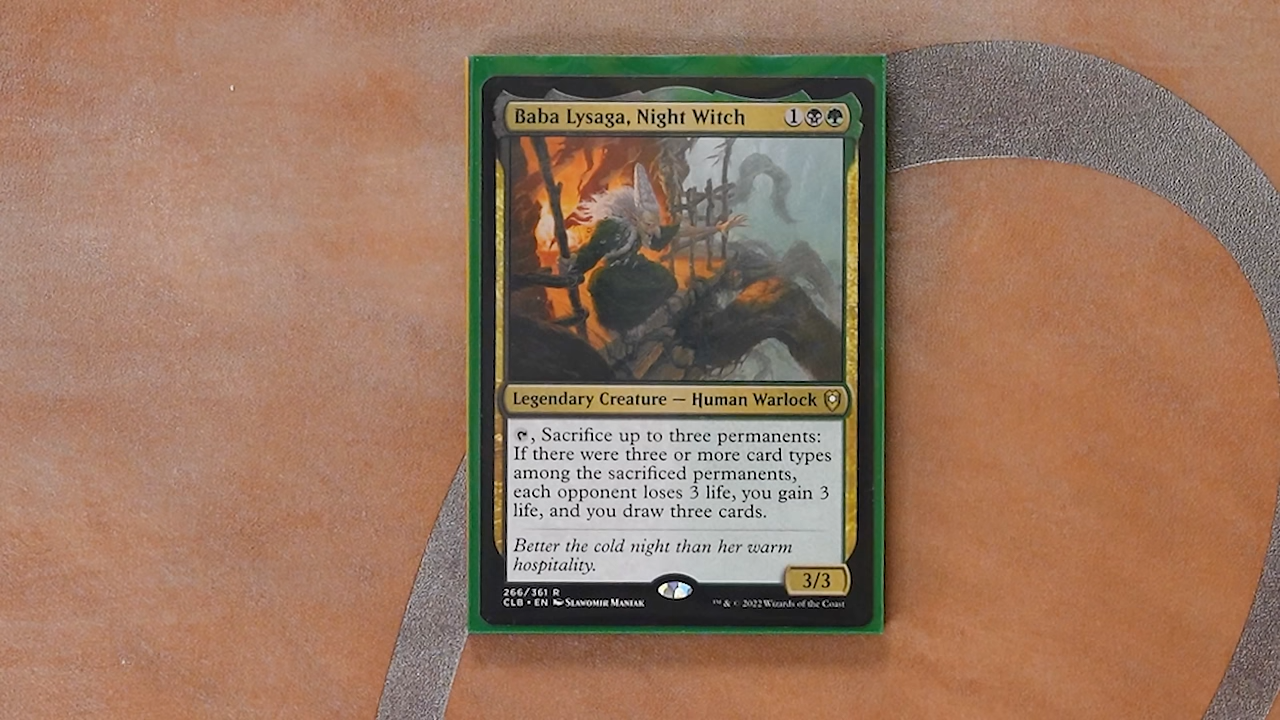 Baba Lysaga, Night Witch 1
Legendary Creature — Human Warlock
, Sacrifice up to three permanents:
If there were three or more card types
among the sacrificed permanents,
each opponent loses 3 life, you gain 3
life, and you draw three cards.
Better the cold night than her warm
hospitality.
3/3
266/361 R
CLB • EN Sławomir Maniak
™ & © 2022 Wizards of the Coast